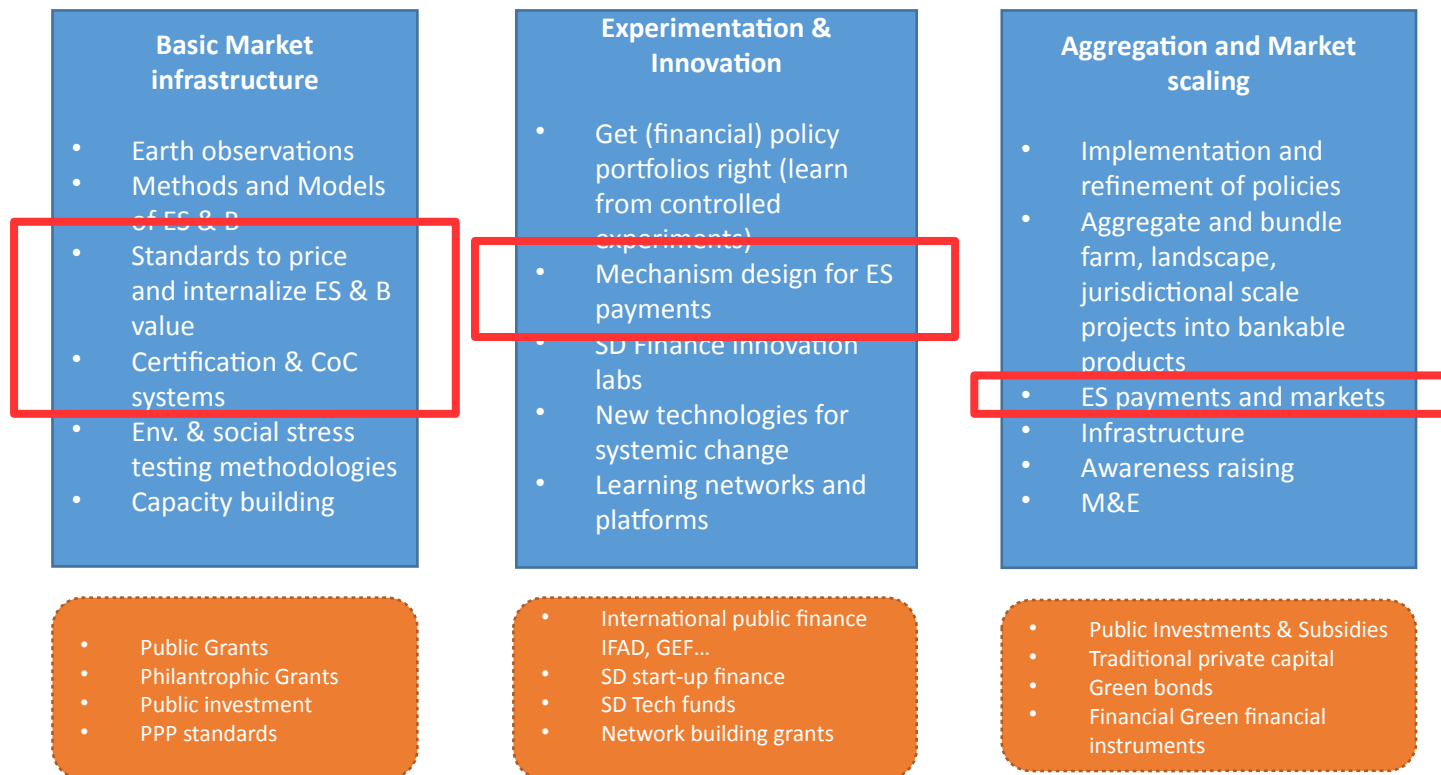 Basic Market
infrastructure
• Earth observations
• Methods and Models
of ES & B
• Standards to price
and internalize ES & B
value
• Certification & CoC
systems
• Env. & social stress
testing methodologies
• Capacity building
Experimentation &
Innovation
• Get (financial) policy
portfolios right (learn
from controlled
experiments)
• Mechanism design for ES
payments
• SD Finance innovation
labs
• New technologies for
systemic change
• Learning networks and
platforms
Aggregation and Market
scaling
• Implementation and
refinement of policies
• Aggregate and bundle
farm, landscape,
jurisdictional scale
projects into bankable
products
• ES payments and markets
• Infrastructure
• Awareness raising
• M&E
• Public Grants
• Philantrophic Grants
• Public investment
• PPP standards
• International public finance
IFAD, GEF...
• SD start-up finance
• SD Tech funds
• Network building grants
• Public Investments & Subsidies
• Traditional private capital
• Green bonds
• Financial Green financial
instruments